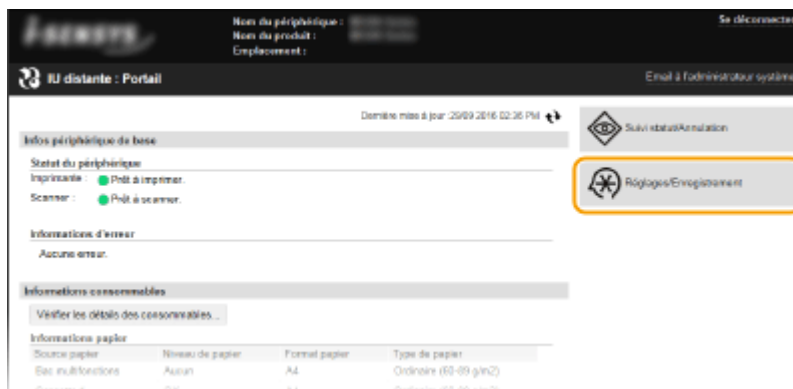 i-SENSYS
Nom du périphérique :
Nom du produit :
Emplacement :
Se déconnecter
IU distante : Portail
Email à l'administrateur système
Dernière mise à jour :29/09 2016 02:36 PM
Infos périphérique de base
Statut du périphérique
Imprimante : Prêt à imprimer.
Scanner : Prêt à scanner.
Informations d'erreur
Aucune erreur.
Informations consommables
Vérifier les détails des consommables...
Informations papier
Source papier Niveau de papier Format papier Type de papier
Bac multifonctions Aucun A4 Ordinaire (60-89 g/m2)
Suivi statut/Annulation
Réglages/Enregistrement